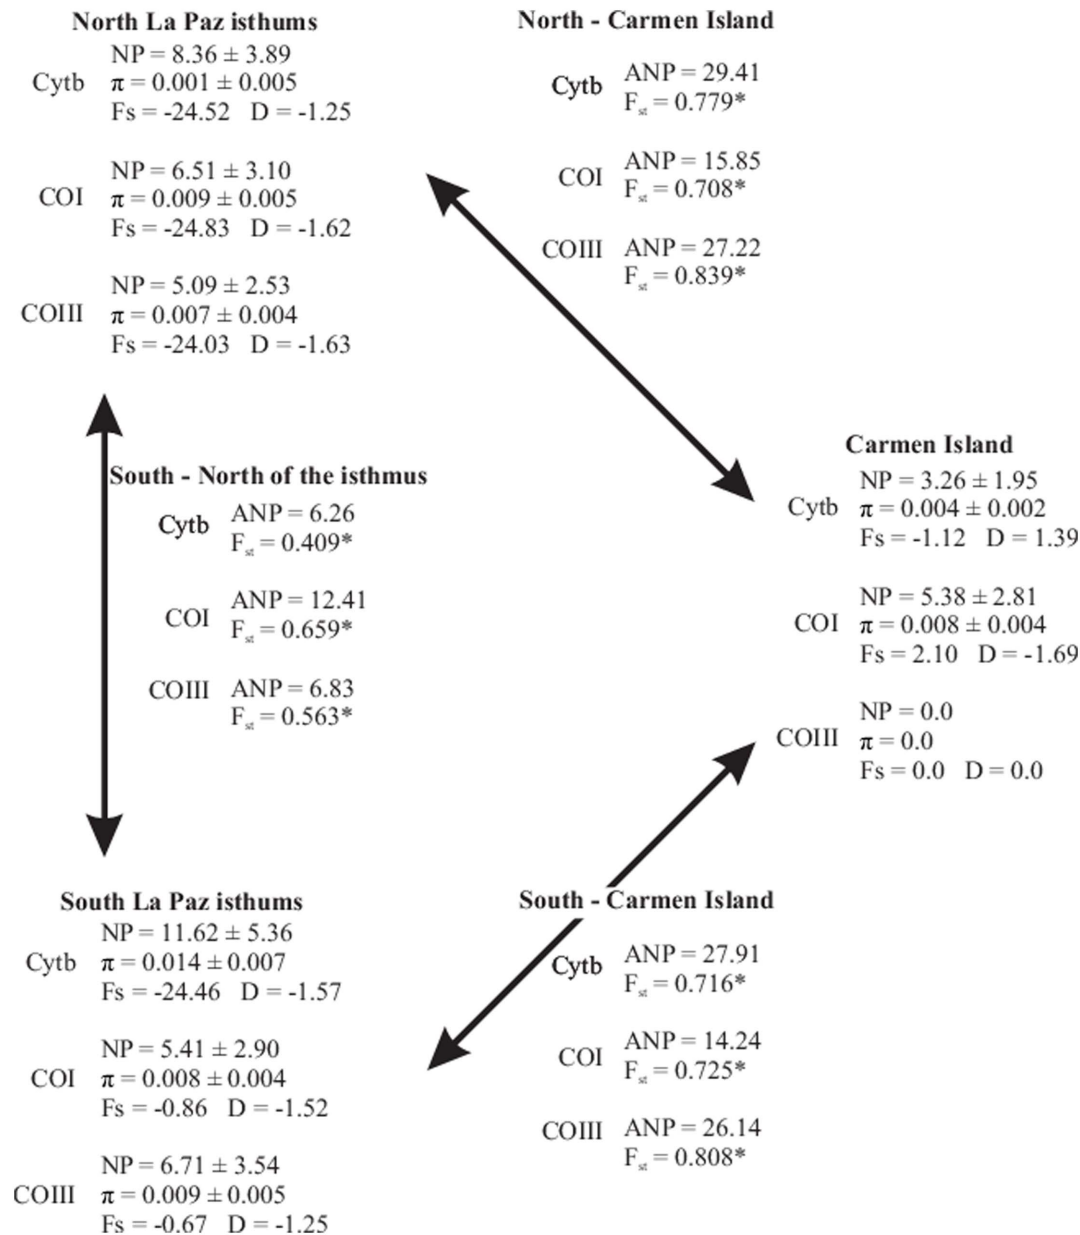 North La Paz isthums
NP = 8.36 ± 3.89
Cytb π = 0.001 ± 0.005
Fs = -24.52 D = -1.25
NP = 6.51 ± 3.10
COI π = 0.009 ± 0.005
Fs = -24.83 D = -1.62
NP = 5.09 ± 2.53
COIII π = 0.007 ± 0.004
Fs = -24.03 D = -1.63
North - Carmen Island
Cytb ANP = 29.41
Fst = 0.779*
COI ANP = 15.85
Fst = 0.708*
COIII ANP = 27.22
Fst = 0.839*
South - North of the isthmus
Cytb ANP = 6.26
Fst = 0.409*
COI ANP = 12.41
Fst = 0.659*
COIII ANP = 6.83
Fst = 0.563*
Carmen Island
NP = 3.26 ± 1.95
Cytb π = 0.004 ± 0.002
Fs = -1.12 D = 1.39
NP = 5.38 ± 2.81
COI π = 0.008 ± 0.004
Fs = 2.10 D = -1.69
NP = 0.0
COIII π = 0.0
Fs = 0.0 D = 0.0
South La Paz isthums
NP = 11.62 ± 5.36
Cytb π = 0.014 ± 0.007
Fs = -24.46 D = -1.57
NP = 5.41 ± 2.90
COI π = 0.008 ± 0.004
Fs = -0.86 D = -1.52
NP = 6.71 ± 3.54
COIII π = 0.009 ± 0.005
Fs = -0.67 D = -1.25
South - Carmen Island
Cytb ANP = 27.91
Fst = 0.716*
COI ANP = 14.24
Fst = 0.725*
COIII ANP = 26.14
Fst = 0.808*